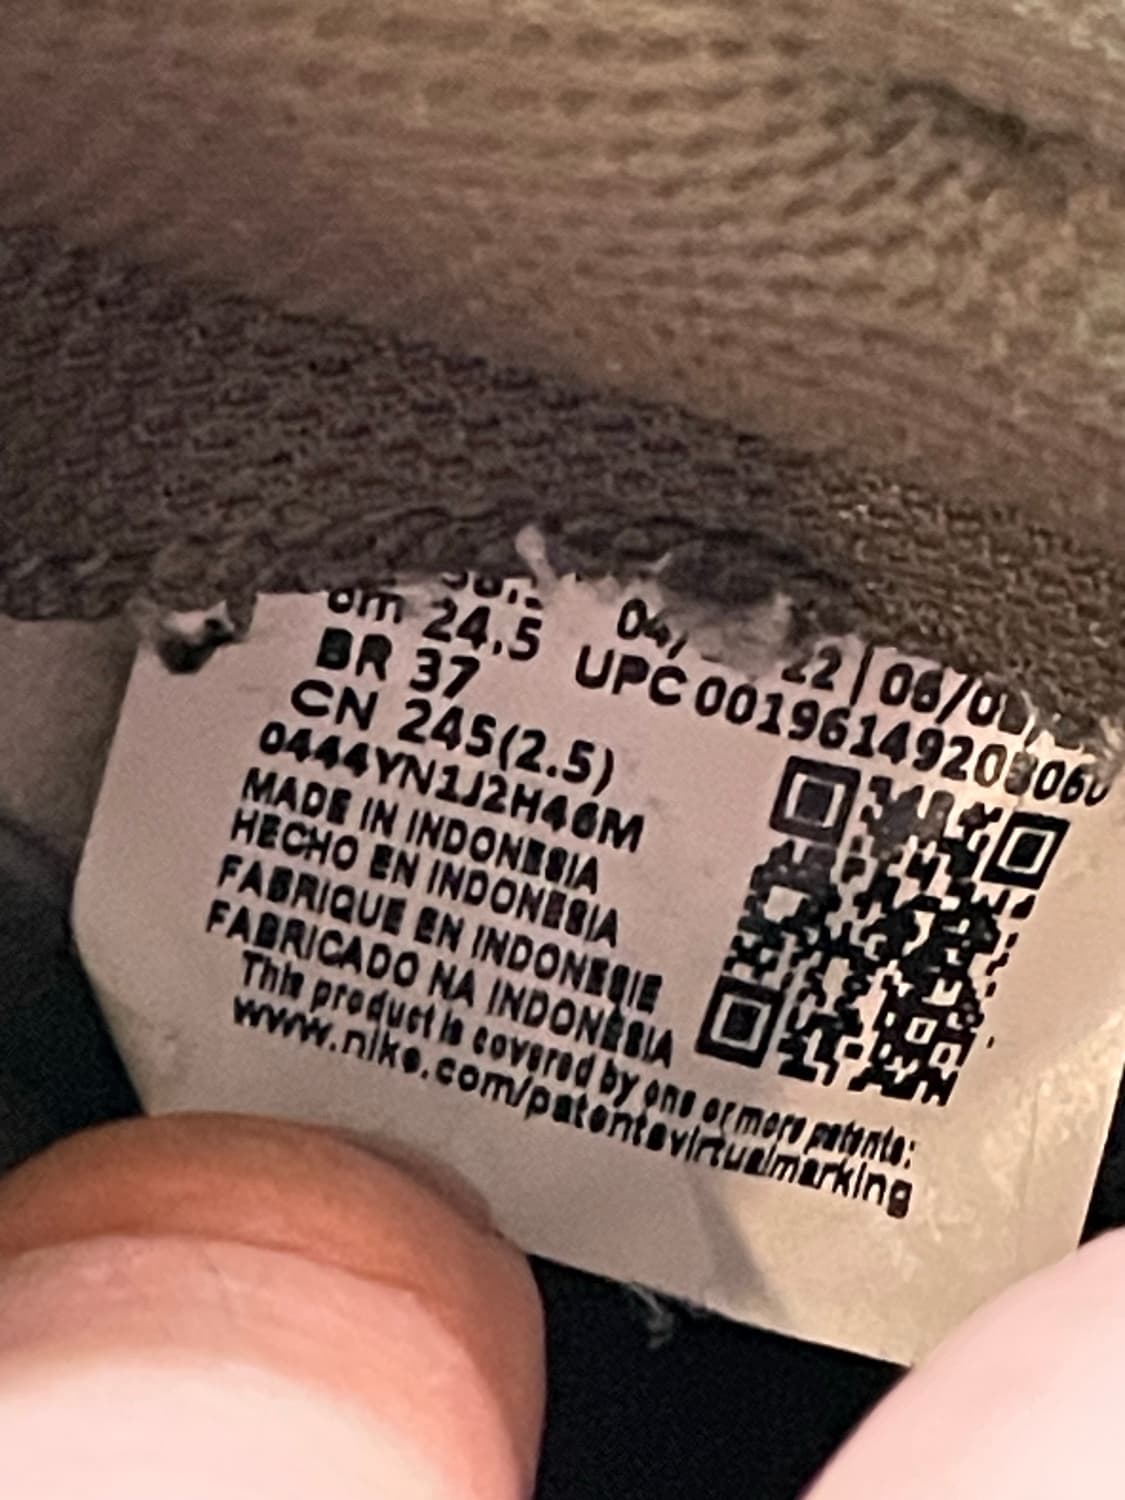 cm 24.5
BR 37
UPC
CN 245(2.5)
0444YN1J2H46M
MADE IN INDONESIA
HECHO EN INDONESIA
FABRIQUE EN INDONESIE
FABRICADO NA INDONESIA
This product is covered by one or more patents:
www.nike.com/patentsvirtualmarking